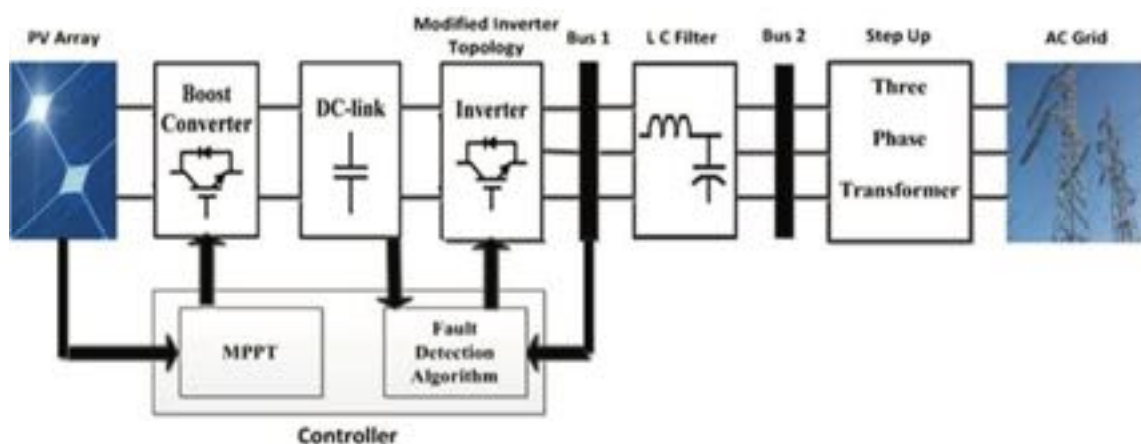 PV Array
Modified Inverter
Topology
Bus 1
L C Filter
Bus 2
Step Up
AC Grid
Boost
Converter
DC-link
Inverter
Three
Phase
Transformer
MPPT
Fault
Detection
Algorithm
Controller